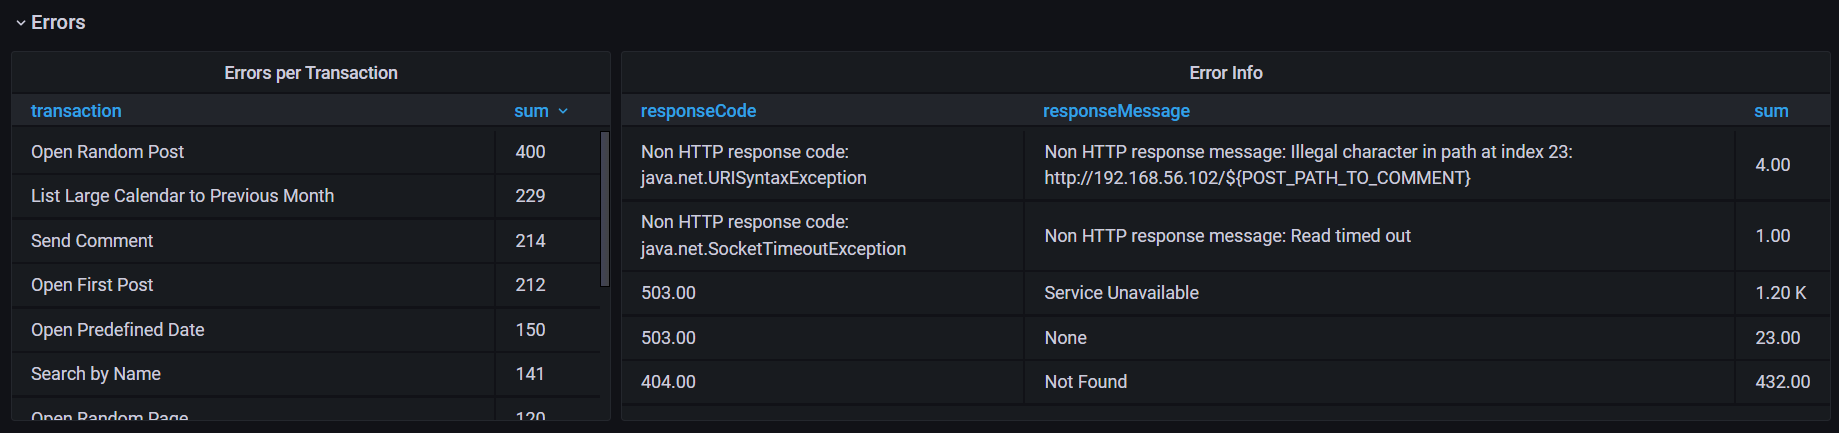 Errors
Errors per Transaction
transaction sum
Open Random Post 400
List Large Calendar to Previous Month 229
Send Comment 214
Open First Post 212
Open Predefined Date 150
Search by Name 141
Open Random Page 120
Error Info
responseCode responseMessage sum
Non HTTP response code:
java.net.URISyntaxException
Non HTTP response message: Illegal character in path at index 23:
http://192.168.56.102/${POST_PATH_TO_COMMENT}
4.00
Non HTTP response code:
java.net.SocketTimeoutException
Non HTTP response message: Read timed out
1.00
503.00 Service Unavailable 1.20 K
503.00 None 23.00
404.00 Not Found 432.00